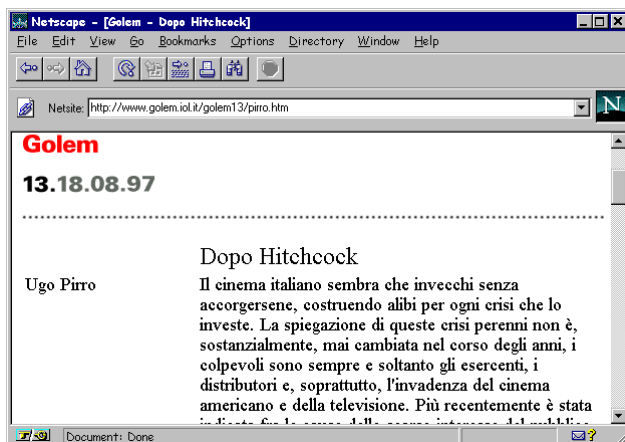 Netscape - [Golem - Dopo Hitchcock]
File Edit View Go Bookmarks Options Directory Window Help
Netsite: http://www.golem.iol.it/golem13/pirro.htm
N
Golem
13.18.08.97
Dopo Hitchcock
Ugo Pirro
Il cinema italiano sembra che invecchi senza
accorgersene, costruendo alibi per ogni crisi che lo
investe. La spiegazione di queste crisi perenni non è,
sostanzialmente, mai cambiata nel corso degli anni, i
colpevoli sono sempre e soltanto gli esercenti, i
distributori e, soprattutto, l'invadenza del cinema
americano e della televisione. Più recentemente è stata
Document: Done